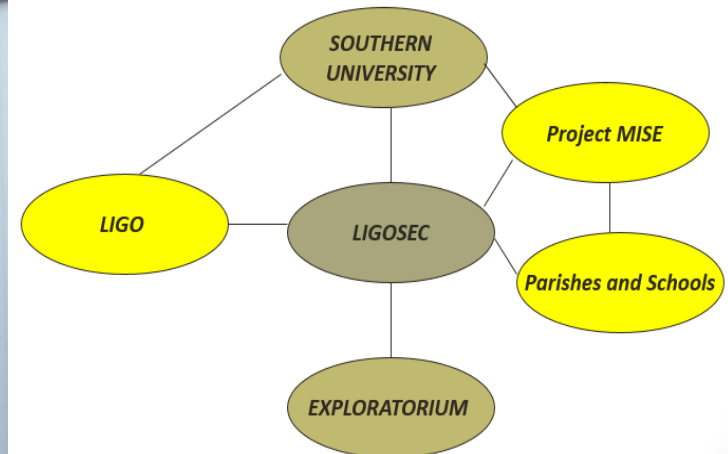 SOUTHERN
UNIVERSITY
Project MISE
LIGO
LIGOSEC
Parishes and Schools
EXPLORATORIUM